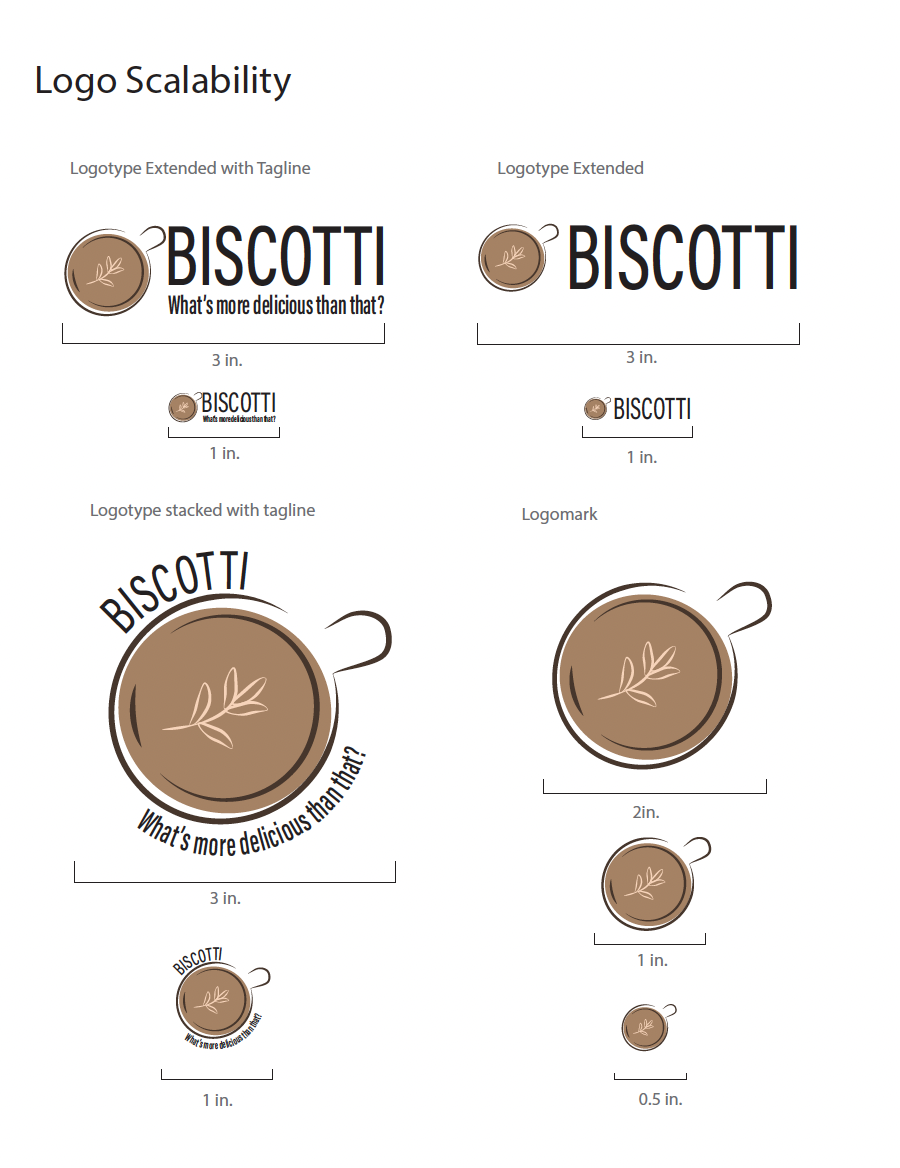 Logo Scalability
Logotype Extended with Tagline
Logotype Extended
BISCOTTI
What's more delicious than that?
BISCOTTI
3 in.
3 in.
BISCOTTI
What's more delicious than that?
BISCOTTI
1 in.
1 in.
Logotype stacked with tagline
Logomark
BISCOTTI
What's more delicious than that?
3 in.
2in.
1 in.
BISCOTTI
What's more delicious than that?
1 in.
0.5 in.